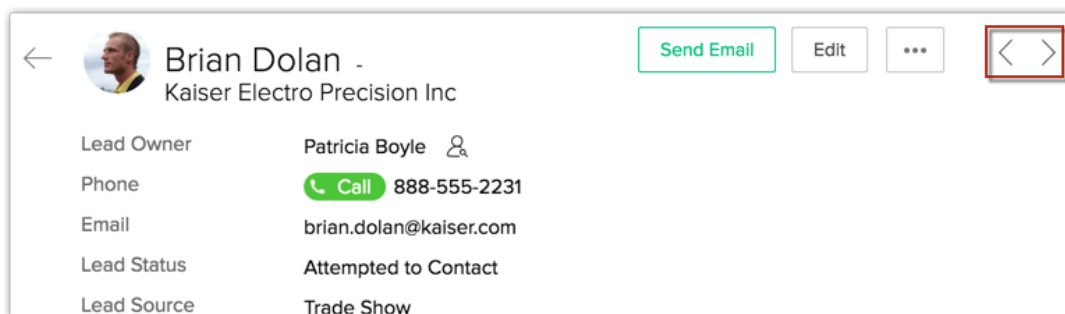 Brian Dolan - Send Email Edit •••
Kaiser Electro Precision Inc
Lead Owner Patricia Boyle
Phone Call 888-555-2231
Email brian.dolan@kaiser.com
Lead Status Attempted to Contact
Lead Source Trade Show